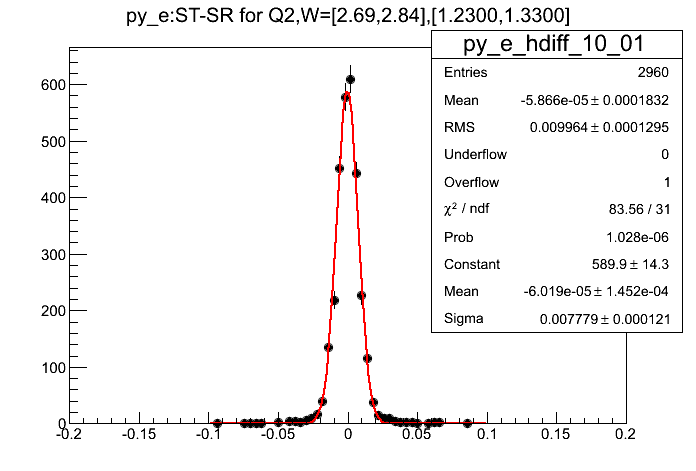 py_e:ST-SR for Q2,W=[2.69,2.84],[1.2300,1.3300]
py_e_hdiff_10_01
Entries 2960
Mean -5.866e-05 ± 0.0001832
RMS 0.009964 ± 0.0001295
Underflow 0
Overflow 1
χ² / ndf 83.56 / 31
Prob 1.028e-06
Constant 589.9 ± 14.3
Mean -6.019e-05 ± 1.452e-04
Sigma 0.007779 ± 0.000121
600
500
400
300
200
100
0
-0.2 -0.15 -0.1 -0.05 0 0.05 0.1 0.15 0.2